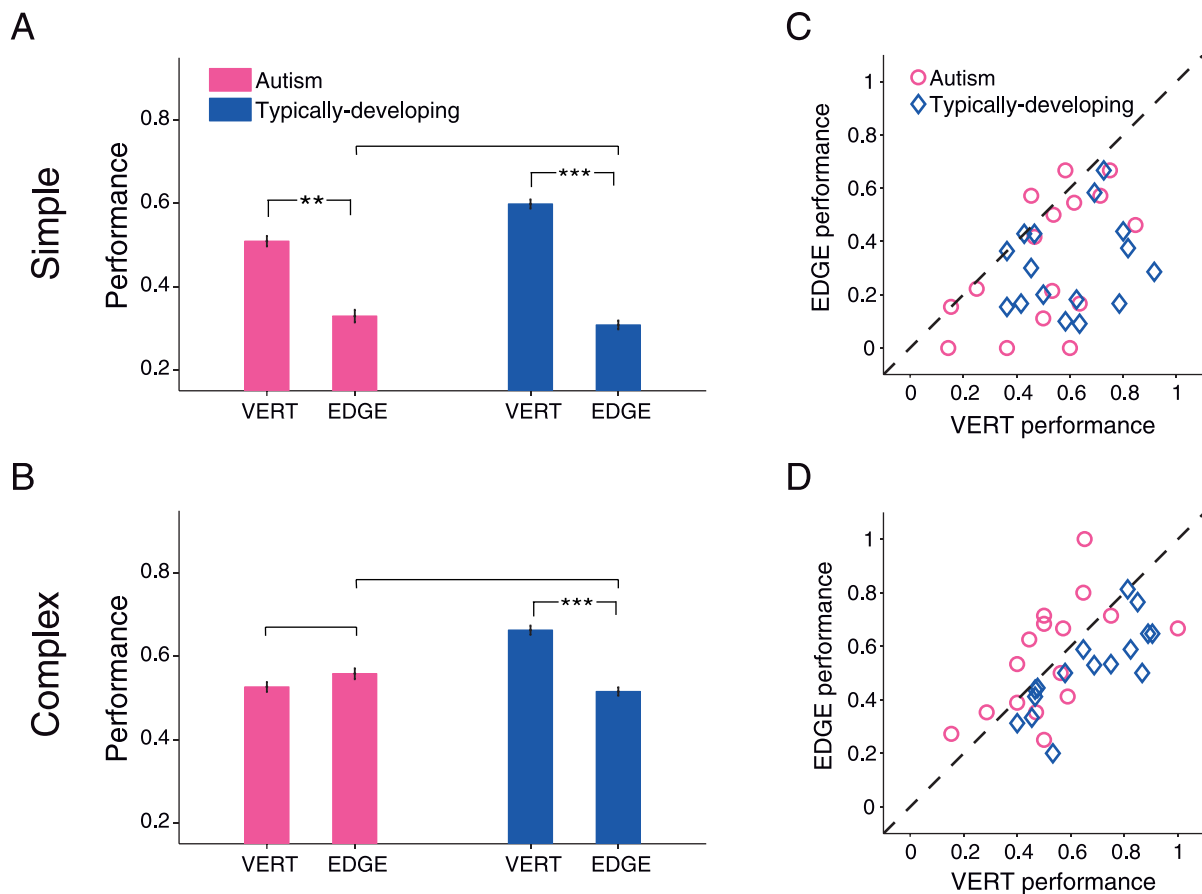 A
Simple
Performance
0.8
0.6
0.4
0.2
Autism
Typically-developing
**
***
VERT EDGE VERT EDGE
C
EDGE performance
1
0.8
0.6
0.4
0.2
0
Autism
Typically-developing
0 0.2 0.4 0.6 0.8 1
VERT performance
B
Complex
Performance
0.8
0.6
0.4
0.2
***
VERT EDGE VERT EDGE
D
EDGE performance
1
0.8
0.6
0.4
0.2
0
0 0.2 0.4 0.6 0.8 1
VERT performance